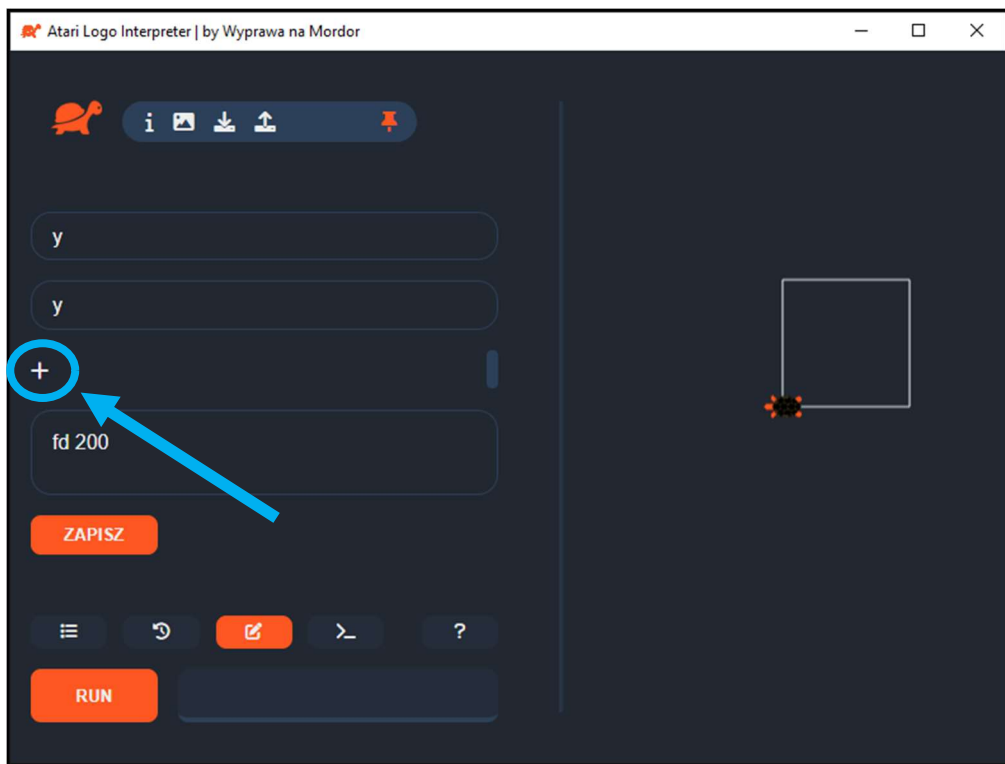 Atari Logo Interpreter | by Wyprawa na Mordor
y
y
+
fd 200
ZAPISZ
?
RUN